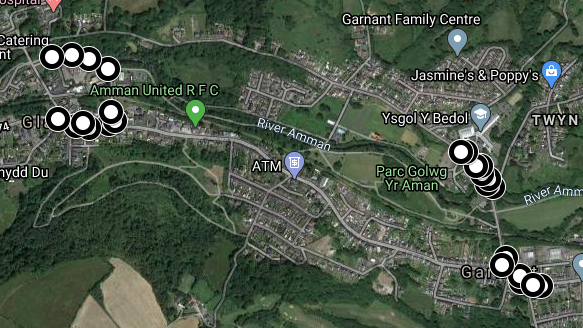 Garnant Family Centre
Catering
Jasmine's & Poppy's
Amman United R F C
Ysgol Y Bedol
TWYN
River Amman
ATM
Parc Golwg
Yr Aman
River Amm